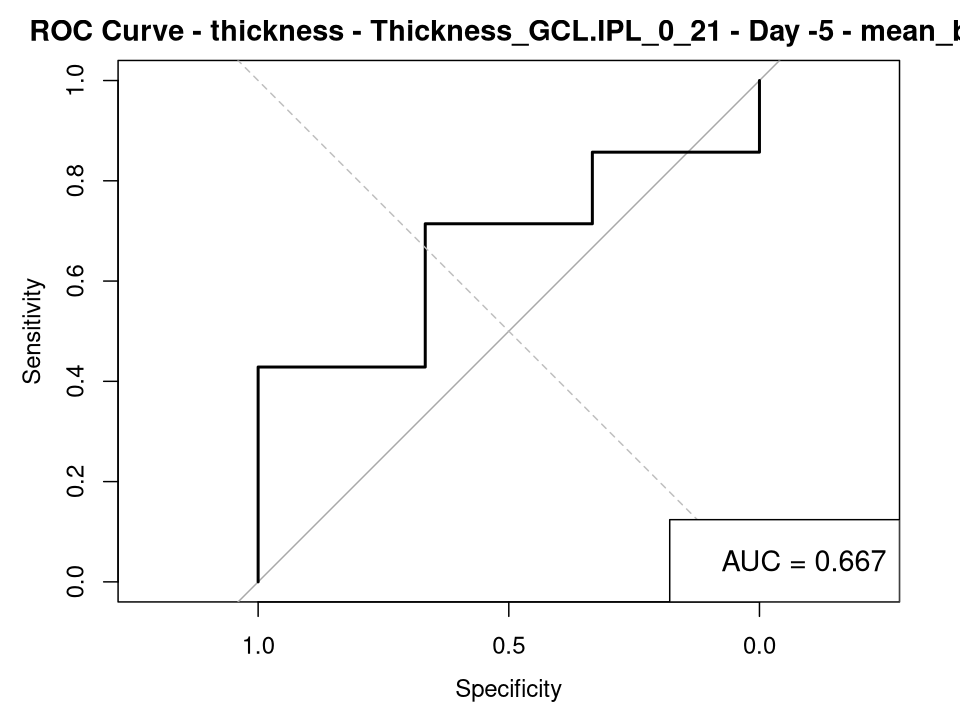 ROC Curve - thickness - Thickness_GCL.IPL_0_21 - Day -5 - mean_b
1.0
0.8
0.6
0.4
0.2
0.0
Sensitivity
AUC = 0.667
1.0 0.5 0.0
Specificity